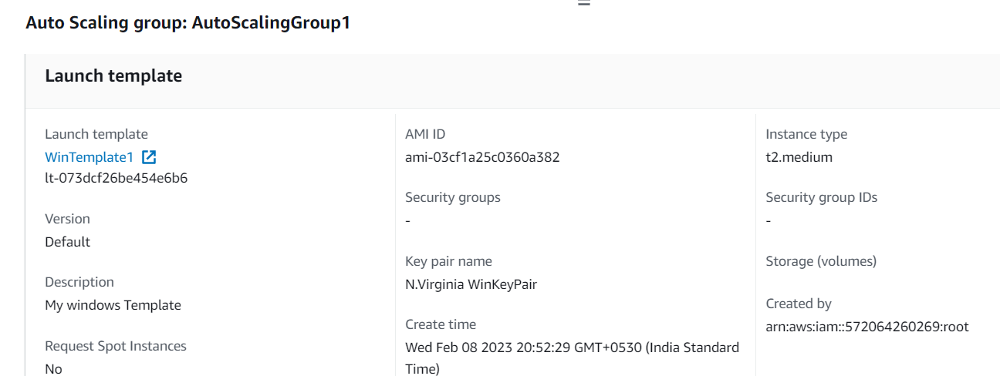 Auto Scaling group: AutoScalingGroup1
Launch template
Launch template
WinTemplate1
lt-073dcf26be454e6b6
Version
Default
Description
My windows Template
Request Spot Instances
No
AMI ID
ami-03cf1a25c0360a382
Security groups
-
Key pair name
N.Virginia WinKeyPair
Create time
Wed Feb 08 2023 20:52:29 GMT+0530 (India Standard
Time)
Instance type
t2.medium
Security group IDs
-
Storage (volumes)
Created by
arn:aws:iam::572064260269:root